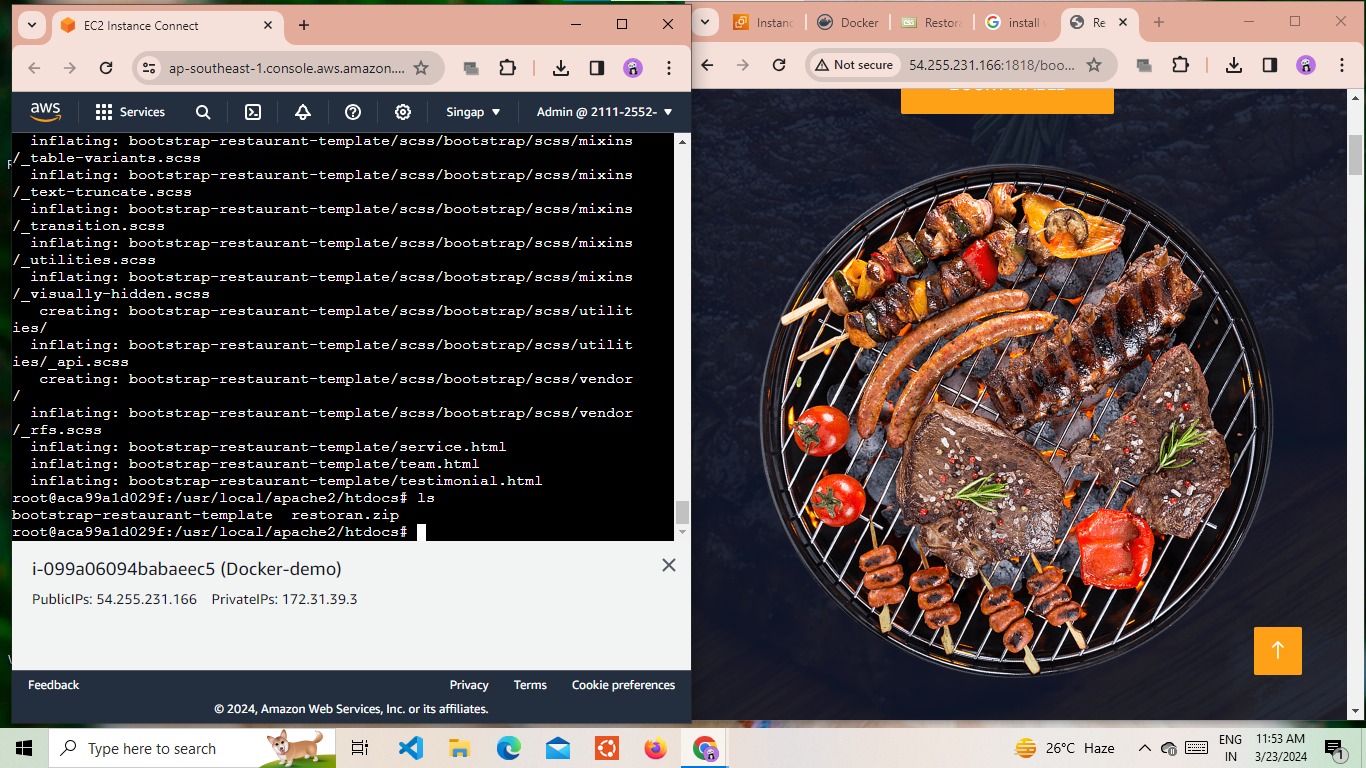 EC2 Instance Connect
ap-southeast-1.console.aws.amazon....
aws
Services
Singap
Admin @ 2111-2552-
inflating: bootstrap-restaurant-template/scss/bootstrap/scss/mixins
/_table-variants.scss
inflating: bootstrap-restaurant-template/scss/bootstrap/scss/mixins
/_text-truncate.scss
inflating: bootstrap-restaurant-template/scss/bootstrap/scss/mixins
/_transition.scss
inflating: bootstrap-restaurant-template/scss/bootstrap/scss/mixins
/_utilities.scss
inflating: bootstrap-restaurant-template/scss/bootstrap/scss/mixins
/_visually-hidden.scss
creating: bootstrap-restaurant-template/scss/bootstrap/scss/utilit
ies/
inflating: bootstrap-restaurant-template/scss/bootstrap/scss/utilit
ies/_api.scss
creating: bootstrap-restaurant-template/scss/bootstrap/scss/vendor
/
inflating: bootstrap-restaurant-template/scss/bootstrap/scss/vendor
/_rfs.scss
inflating: bootstrap-restaurant-template/service.html
inflating: bootstrap-restaurant-template/team.html
inflating: bootstrap-restaurant-template/testimonial.html
root@aca99a1d029f:/usr/local/apache2/htdocs# ls
bootstrap-restaurant-template restoran.zip
root@aca99a1d029f:/usr/local/apache2/htdocs#
i-099a06094babaeec5 (Docker-demo)
PublicIPs: 54.255.231.166 PrivateIPs: 172.31.39.3
Feedback
Privacy
Terms
Cookie preferences
© 2024, Amazon Web Services, Inc. or its affiliates.
Instanc
Docker
Restora
install
Re
Not secure
54.255.231.166:1818/boo...
Type here to search
26°C Haze
ENG
IN
11:53 AM
3/23/2024
1